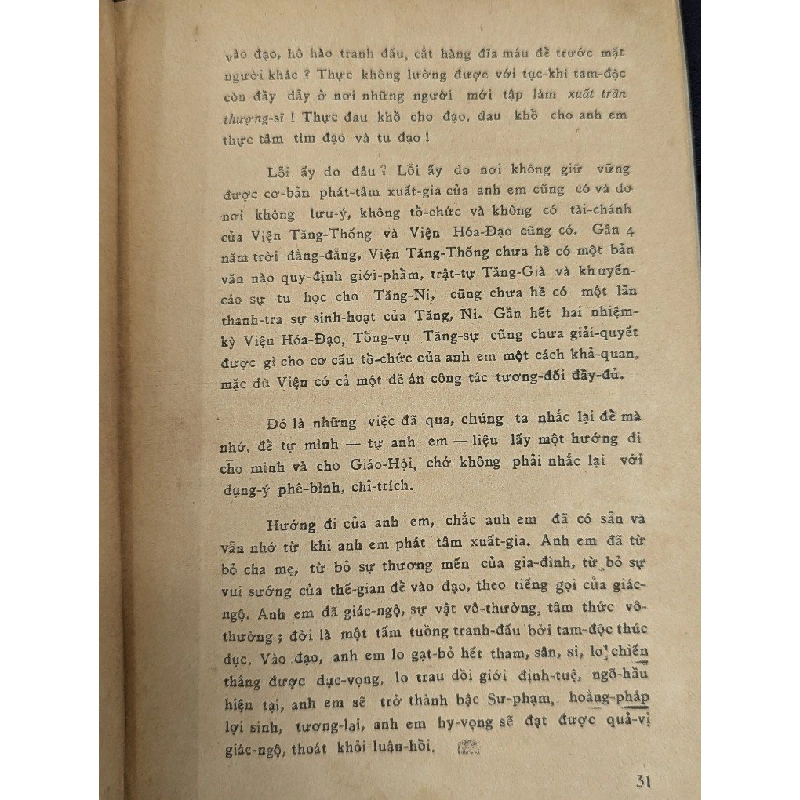 vào đạo, hô hào tranh đấu, cắt hàng đĩa máu để trước mặt
người khác ? Thực không lường được với tục-khí tam-độc
còn đầy dẫy ở nơi những người mới tập làm xuất trần
thượng-sĩ ! Thực đau khổ cho đạo, đau khổ cho anh em
thực tâm tìm đạo và tu đạo !
Lỗi ấy do đâu ? Lỗi ấy do nơi không giữ vững
được cơ-bản phát-tâm xuất-gia của anh em cũng có và do
nơi không lưu-ý, không tổ-chức và không có tài-chánh
của Viện Tăng-Thống và Viện Hóa-Đạo cũng có. Gần 4
năm trời đằng-đẵng, Viện Tăng-Thống chưa hề có một bản
văn nào quy-định giới-phẩm, trật-tự Tăng-Già và khuyến-
cáo sự tu học cho Tăng-Ni, cũng chưa hề có một lần
thanh-tra sự sinh-hoạt của Tăng, Ni. Gần hết hai nhiệm-
kỳ Viện Hóa-Đạo, Tổng-vụ Tăng-sự cũng chưa giải-quyết
được gì cho cơ cấu tổ-chức của anh em một cách khả-quan,
mặc dù Viện có cả một đề án công tác tương-đối đầy-đủ.
Đó là những việc đã qua, chúng ta nhắc lại để mà
nhớ, để tự mình — tự anh em — liệu lấy một hướng đi
cho mình và cho Giáo-Hội, chớ không phải nhắc lại với
dụng-ý phê-bình, chỉ-trích.
Hướng đi của anh em, chắc anh em đã có sẵn và
vẫn nhớ từ khi anh em phát tâm xuất-gia. Anh em đã từ
bỏ cha mẹ, từ bỏ sự thương mến của gia-đình, từ bỏ sự
vui sướng của thế-gian để vào đạo, theo tiếng gọi của giác-
ngộ. Anh em đã giác-ngộ, sự vật vô-thường, tâm thức vô-
thường ; đời là một tấm tuồng tranh-đấu bởi tam-độc thúc
dục. Vào đạo, anh em lo gạt-bỏ hết tham, sân, si, lo chiến
thắng được dục-vọng, lo trau dồi giới định-tuệ, ngõ-hầu
hiện tại, anh em sẽ trở thành bậc Sư-phạm, hoằng-pháp
lợi sinh, tương-lai, anh em hy-vọng sẽ đạt được quả-vị
giác-ngộ, thoát khỏi luân-hồi.
31